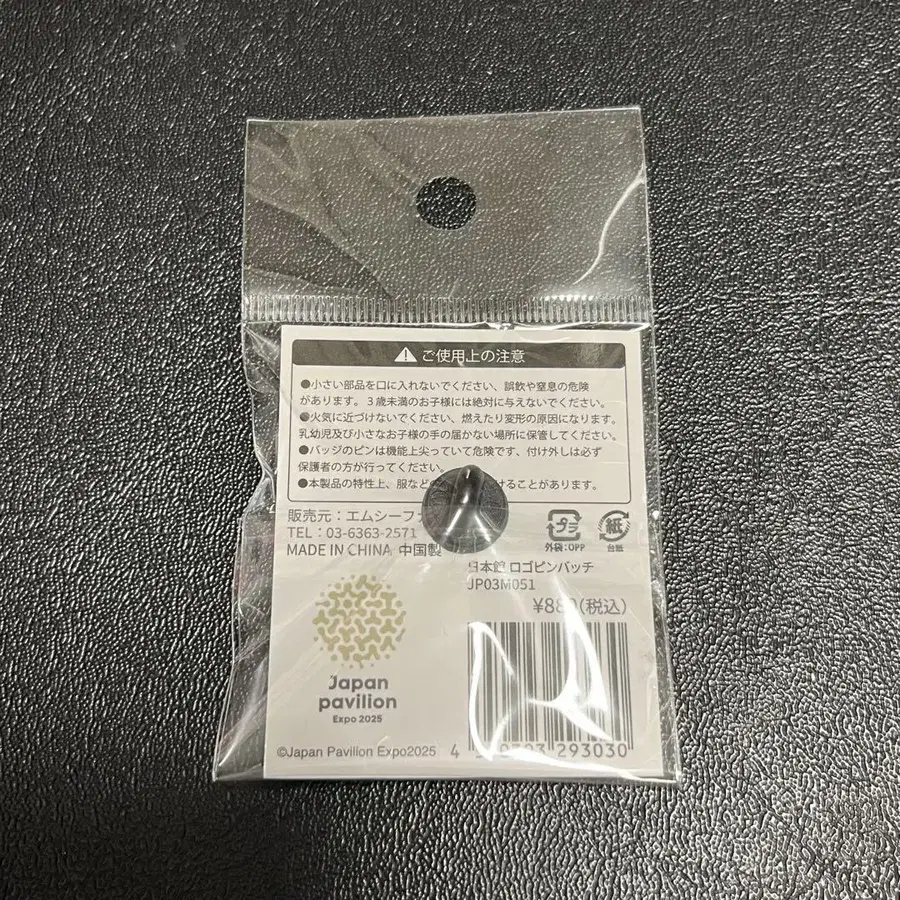 ご使用上の注意
●小さい部品を口に入れないでください、誤飲や窒息の危険
があります。3歳未満のお子様には絶対に与えないでください。
●火気に近づけないでください、燃えたり変形の原因になります。
乳幼児及び小さなお子様の手の届かない場所に保管してください。
●バッジのピンは機能上尖っていて危険です、付け外しは必ず
保護者の方が行ってください。
●本製品の特性上、服など けることがあります。
販売元:エムシーファ
TEL:03-6363-2571
MADE IN CHINA 中国製
プラ
外袋:OPP
紙
台紙
日本館 ロゴピンバッチ
JP03M051
¥88 (税込)
Japan
pavilion
Expo 2025
©Japan Pavilion Expo2025
4 293030